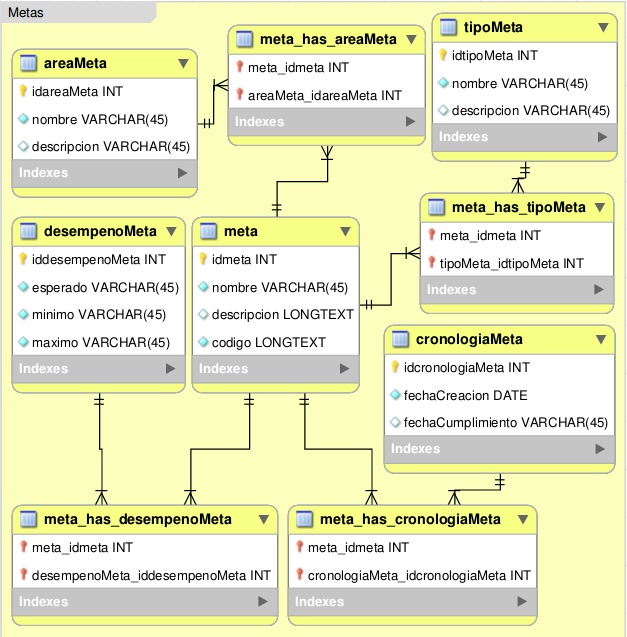 Metas
areaMeta
idareaMeta INT
nombre VARCHAR(45)
descripcion VARCHAR(45)
Indexes
meta_has_areaMeta
meta_idmeta INT
areaMeta_idareaMeta INT
Indexes
tipoMeta
idtipoMeta INT
nombre VARCHAR(45)
descripcion VARCHAR(45)
Indexes
desempenoMeta
iddesempenoMeta INT
esperado VARCHAR(45)
minimo VARCHAR(45)
maximo VARCHAR(45)
Indexes
meta
idmeta INT
nombre VARCHAR(45)
descripcion LONGTEXT
codigo LONGTEXT
Indexes
meta_has_tipoMeta
meta_idmeta INT
tipoMeta_idtipoMeta INT
Indexes
cronologiaMeta
idcronologiaMeta INT
fechaCreacion DATE
fechaCumplimiento VARCHAR(45)
Indexes
meta_has_desempenoMeta
meta_idmeta INT
desempenoMeta_iddesempenoMeta INT
Indexes
meta_has_cronologiaMeta
meta_idmeta INT
cronologiaMeta_idcronologiaMeta INT
Indexes